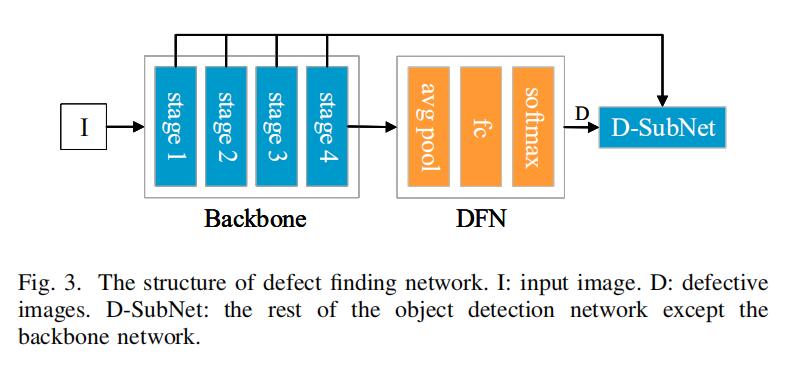 I
stage 1
stage 2
stage 3
stage 4
avg pool
fc
softmax
D
D-SubNet
Backbone
DFN
Fig. 3. The structure of defect finding network. I: input image. D: defective
images. D-SubNet: the rest of the object detection network except the
backbone network.